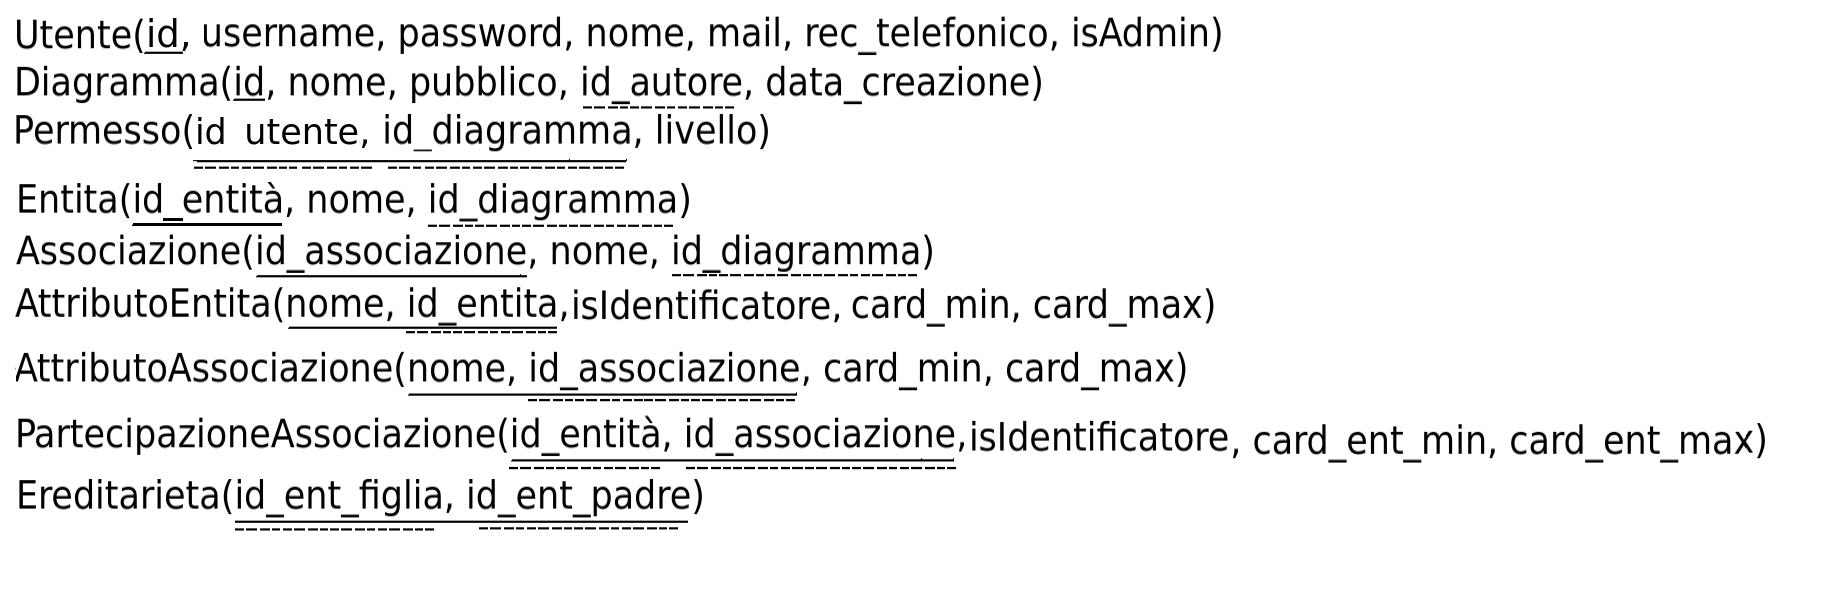 Utente(id, username, password, nome, mail, rec_telefonico, isAdmin)
Diagramma(id, nome, pubblico, id_autore, data_creazione)
Permesso(id utente, id_diagramma, livello)
Entita(id_entità, nome, id_diagramma)
Associazione(id_associazione, nome, id_diagramma)
AttributoEntita(nome, id_entita,isIdentificatore, card_min, card_max)
AttributoAssociazione(nome, id_associazione, card_min, card_max)
PartecipazioneAssociazione(id_entità, id_associazione,isIdentificatore, card_ent_min, card_ent_max)
Ereditarieta(id_ent_figlia, id_ent_padre)